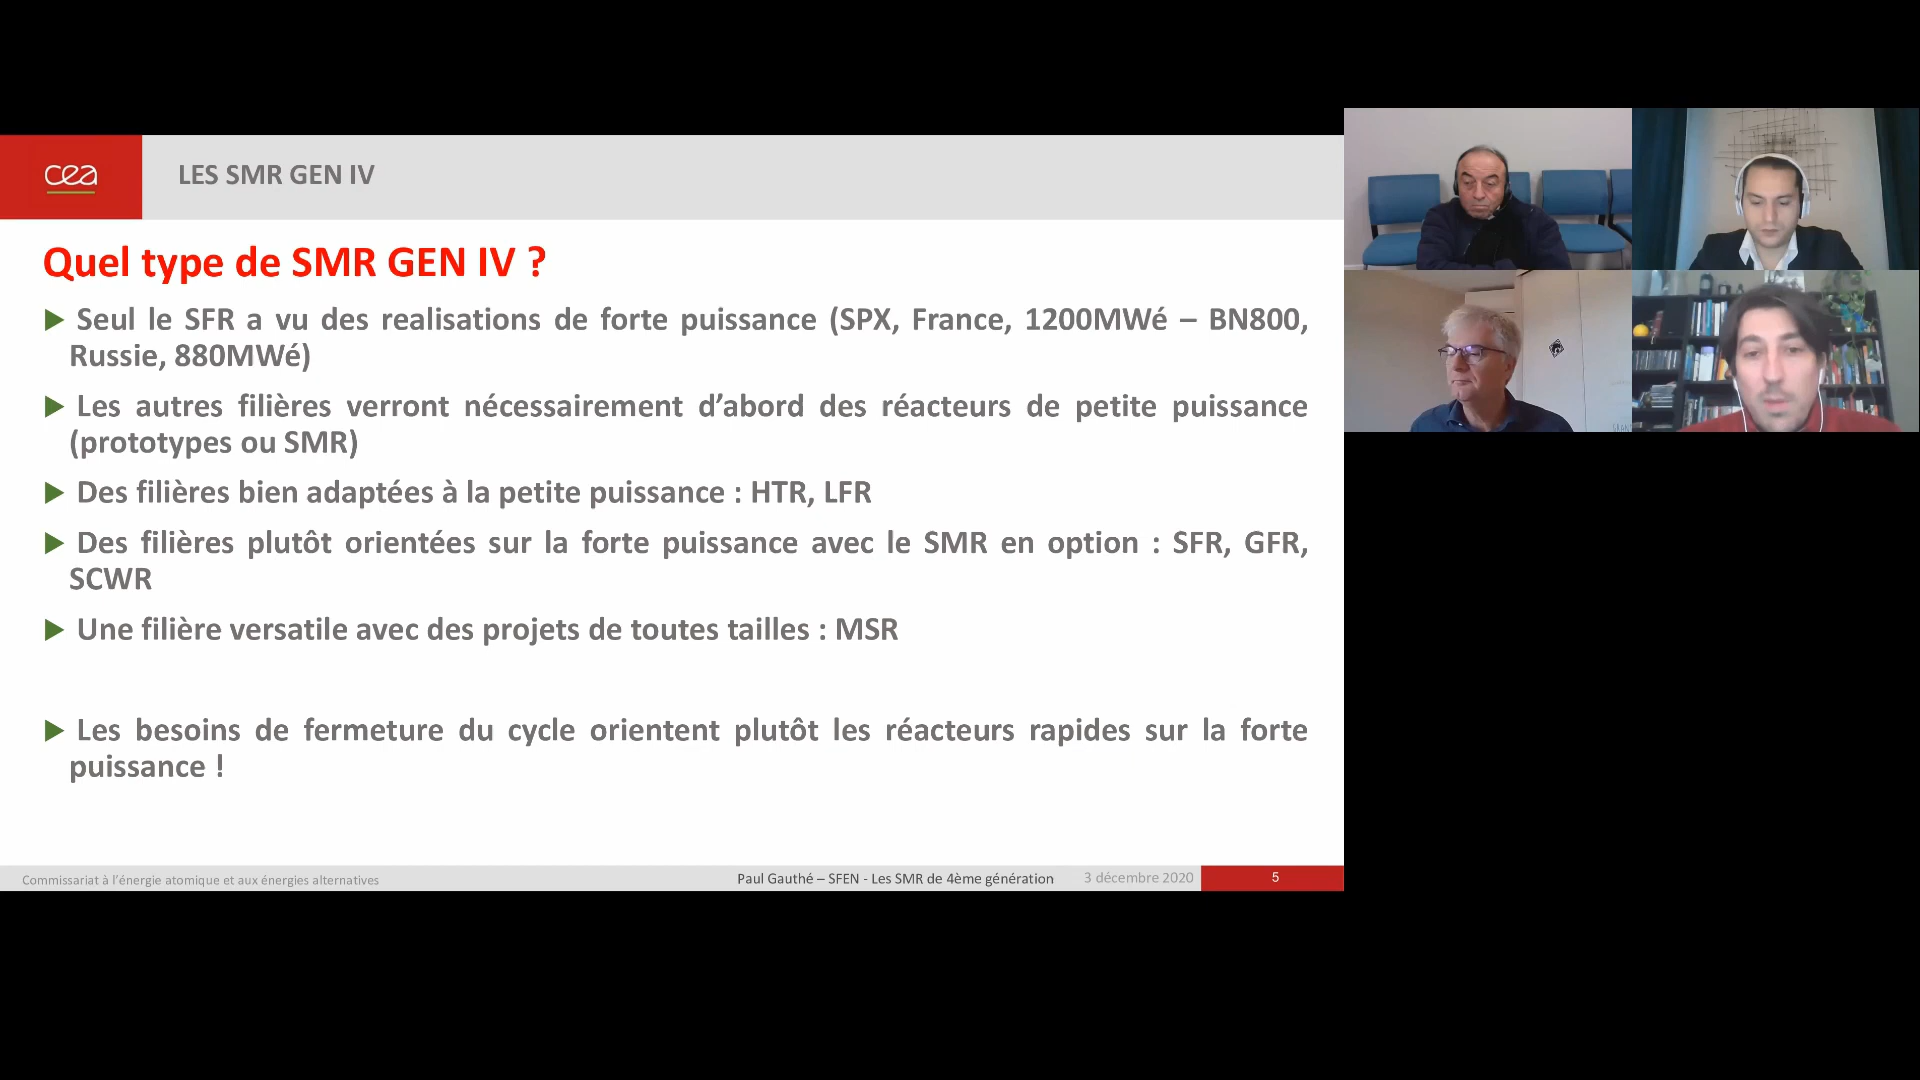 cea
LES SMR GEN IV
Quel type de SMR GEN IV ?
Seul le SFR a vu des realisations de forte puissance (SPX, France, 1200MWé – BN800,
Russie, 880MWé)
Les autres filières verront nécessairement d’abord des réacteurs de petite puissance
(prototypes ou SMR)
Des filières bien adaptées à la petite puissance : HTR, LFR
Des filières plutôt orientées sur la forte puissance avec le SMR en option : SFR, GFR,
SCWR
Une filière versatile avec des projets de toutes tailles : MSR
Les besoins de fermeture du cycle orientent plutôt les réacteurs rapides sur la forte
puissance !
Commissariat à l’énergie atomique et aux énergies alternatives
Paul Gauthé – SFEN - Les SMR de 4ème génération
3 décembre 2020
5